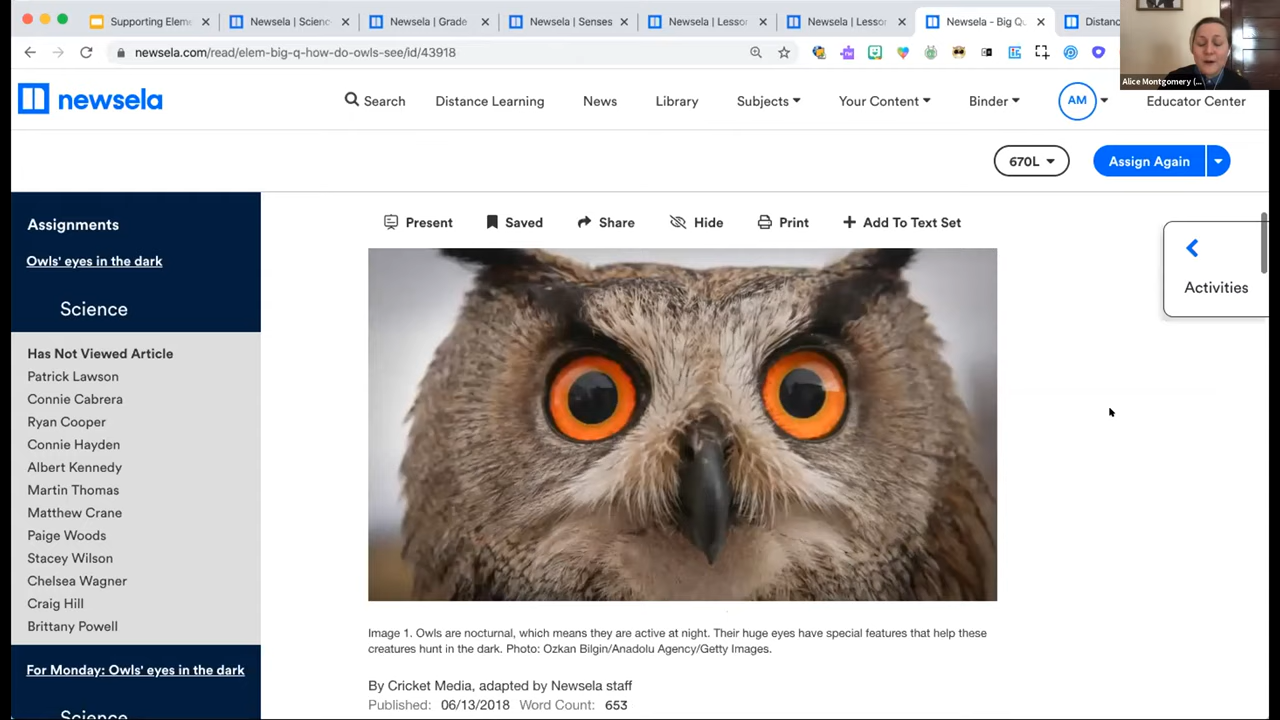 Supporting Elem
Newsela | Scienc
Newsela | Grade
Newsela | Senses
Newsela | Lesson
Newsela | Lesson
Newsela - Big Qu
Distanc
newsela.com/read/elem-big-q-how-do-owls-see/id/43918
Alice Montgomery (...
newsela
Search
Distance Learning
News
Library
Subjects
Your Content
Binder
AM
Educator Center
670L
Assign Again
Assignments
Owls' eyes in the dark
Science
Has Not Viewed Article
Patrick Lawson
Connie Cabrera
Ryan Cooper
Connie Hayden
Albert Kennedy
Martin Thomas
Matthew Crane
Paige Woods
Stacey Wilson
Chelsea Wagner
Craig Hill
Brittany Powell
For Monday: Owls' eyes in the dark
Science
Present
Saved
Share
Hide
Print
Add To Text Set
Activities
Image 1. Owls are nocturnal, which means they are active at night. Their huge eyes have special features that help these
creatures hunt in the dark. Photo: Ozkan Bilgin/Anadolu Agency/Getty Images.
By Cricket Media, adapted by Newsela staff
Published: 06/13/2018 Word Count: 653